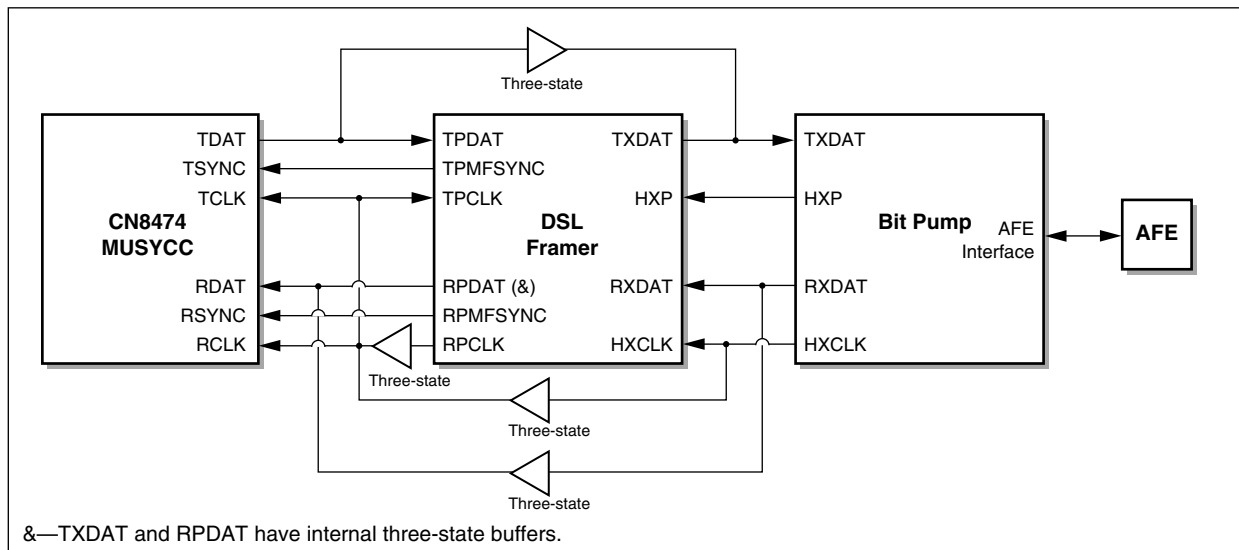 Three-state
TDAT
TSYNC
TCLK
CN8474
MUSYCC
RDAT
RSYNC
RCLK
TPDAT
TPMFSYNC
TPCLK
DSL
Framer
RPDAT (&)
RPMFSYNC
RPCLK
TXDAT
HXP
RXDAT
HXCLK
TXDAT
HXP
Bit Pump
AFE
Interface
RXDAT
HXCLK
AFE
Three-state
Three-state
Three-state
&—TXDAT and RPDAT have internal three-state buffers.